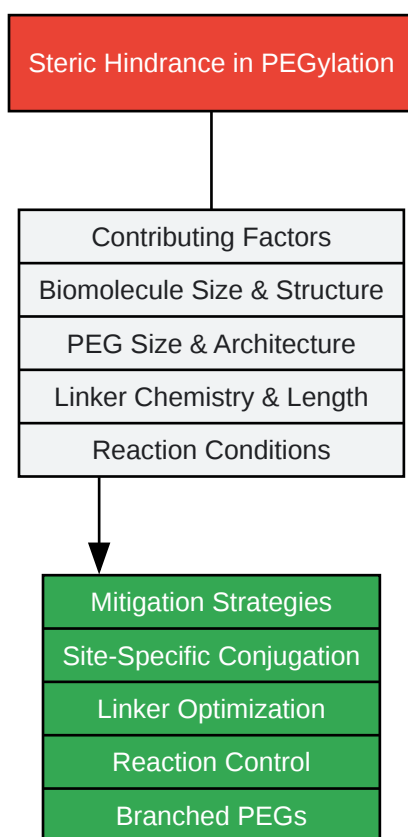 Steric Hindrance in PEGylation
Contributing Factors
Biomolecule Size & Structure
PEG Size & Architecture
Linker Chemistry & Length
Reaction Conditions
Mitigation Strategies
Site-Specific Conjugation
Linker Optimization
Reaction Control
Branched PEGs